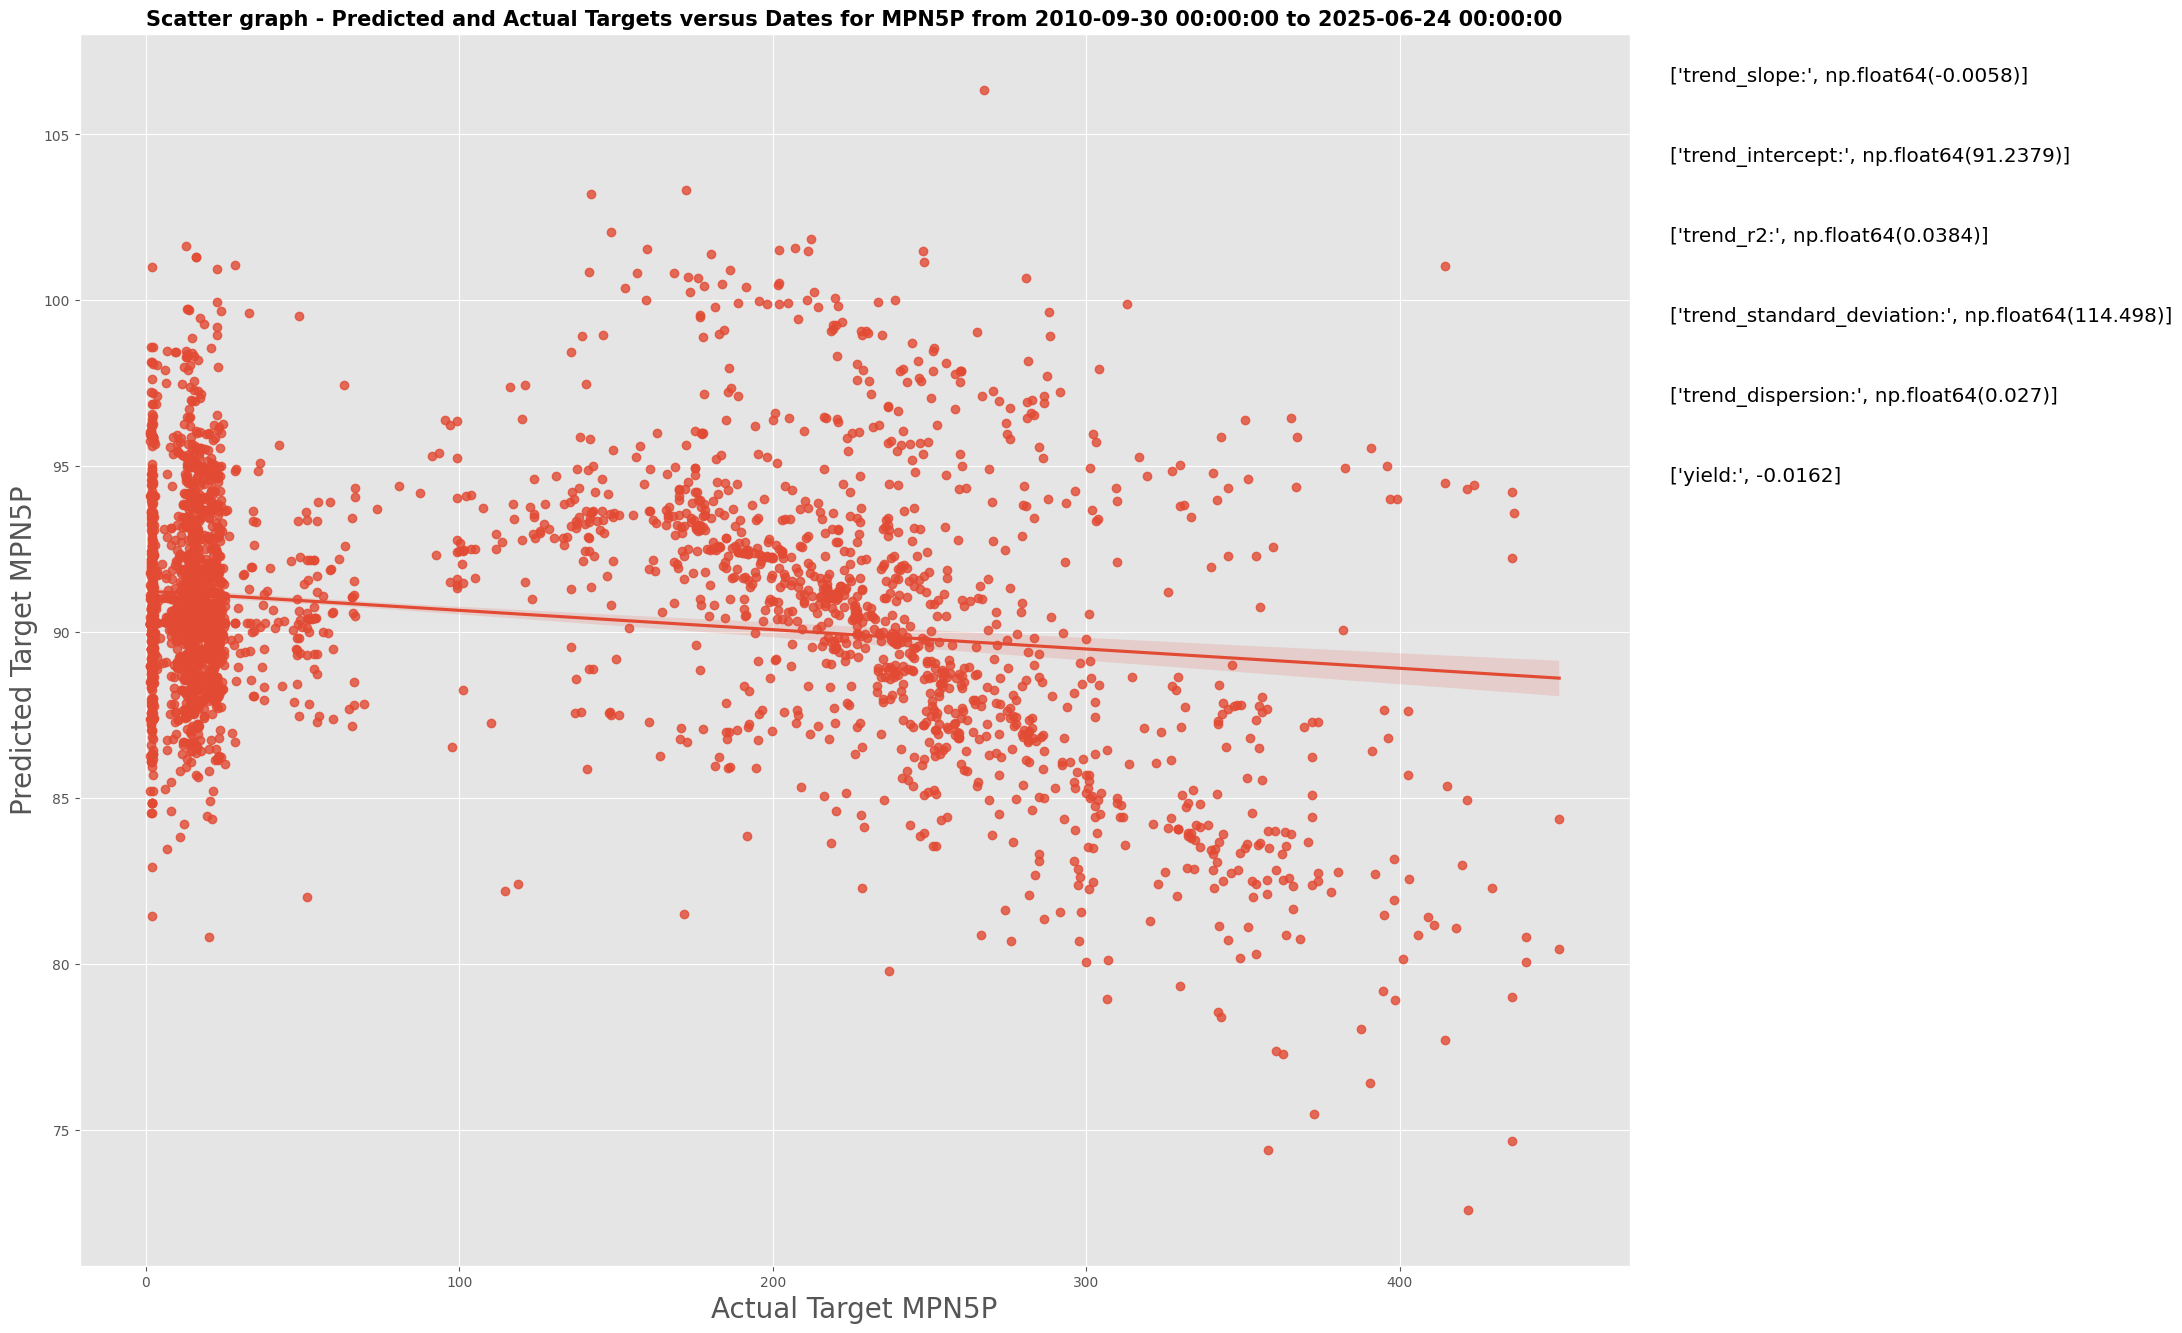 Scatter graph - Predicted and Actual Targets versus Dates for MPN5P from 2010-09-30 00:00:00 to 2025-06-24 00:00:00
['trend_slope:', np.float64(-0.0058)]
['trend_intercept:', np.float64(91.2379)]
['trend_r2:', np.float64(0.0384)]
['trend_standard_deviation:', np.float64(114.498)]
['trend_dispersion:', np.float64(0.027)]
['yield:', -0.0162]
Predicted Target MPN5P
105
100
95
90
85
80
75
0 100 200 300 400
Actual Target MPN5P